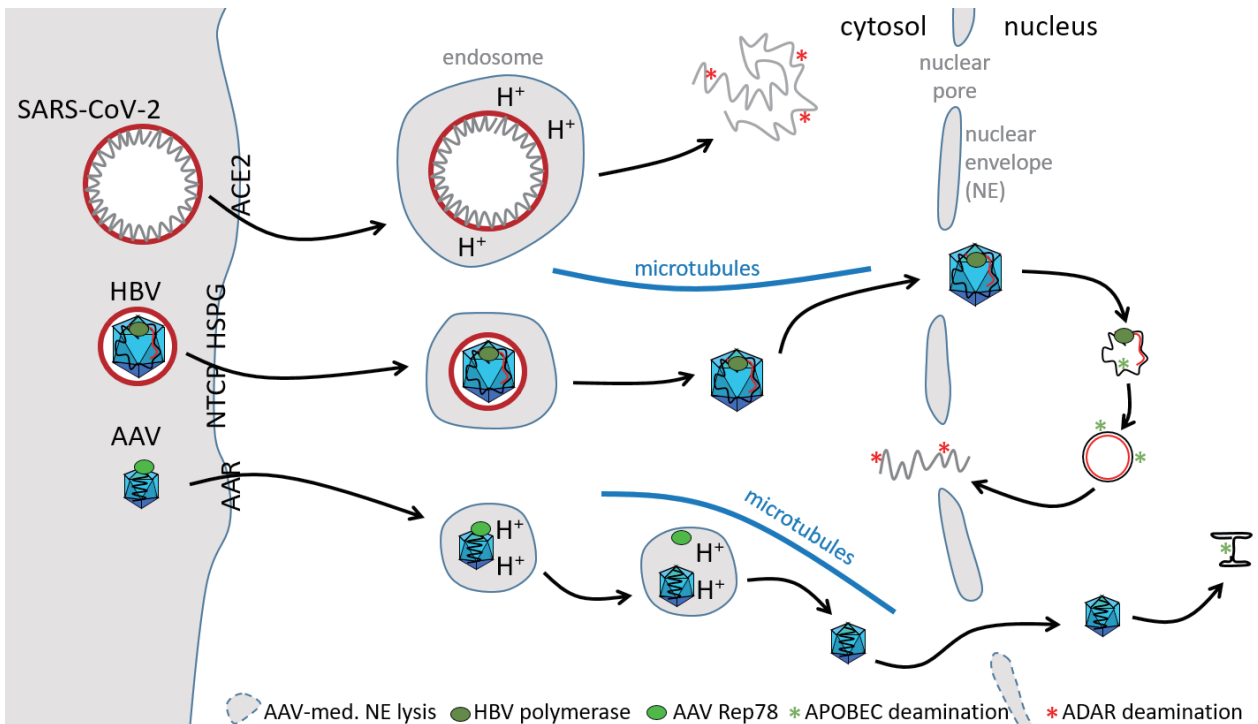 cytosol
nucleus
endosome
nuclear
pore
SARS-CoV-2
H⁺
H⁺
nuclear
envelope
(NE)
ACE2
H⁺
microtubules
HBV
HSPG
NTCP
AAV
AAR
microtubules
H⁺
H⁺
H⁺
H⁺
AAV-med. NE lysis
HBV polymerase
AAV Rep78
* APOBEC deamination
* ADAR deamination